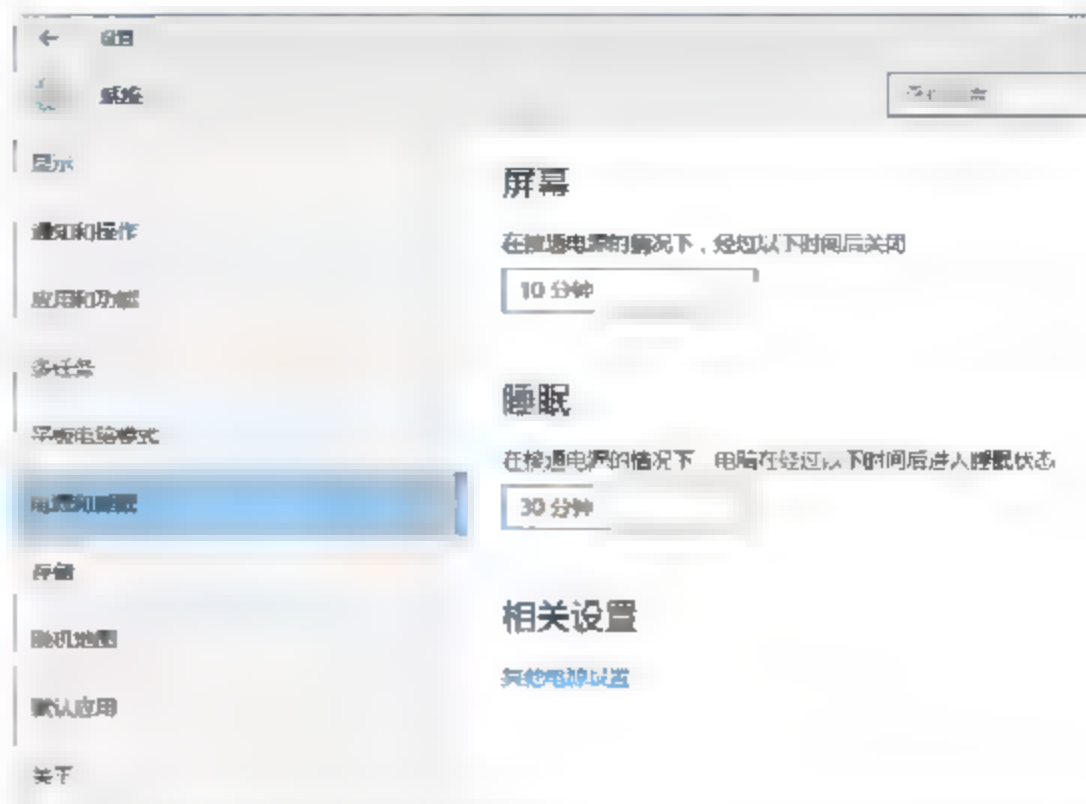 设置
系统
显示
通知和操作
应用和功能
多任务
平板电脑模式
电源和睡眠
存储
脱机地图
默认应用
关于
屏幕
在接通电源的情况下，经过以下时间后关闭
10 分钟
睡眠
在接通电源的情况下，电脑在经过以下时间后进入睡眠状态
30 分钟
相关设置
其他电源设置